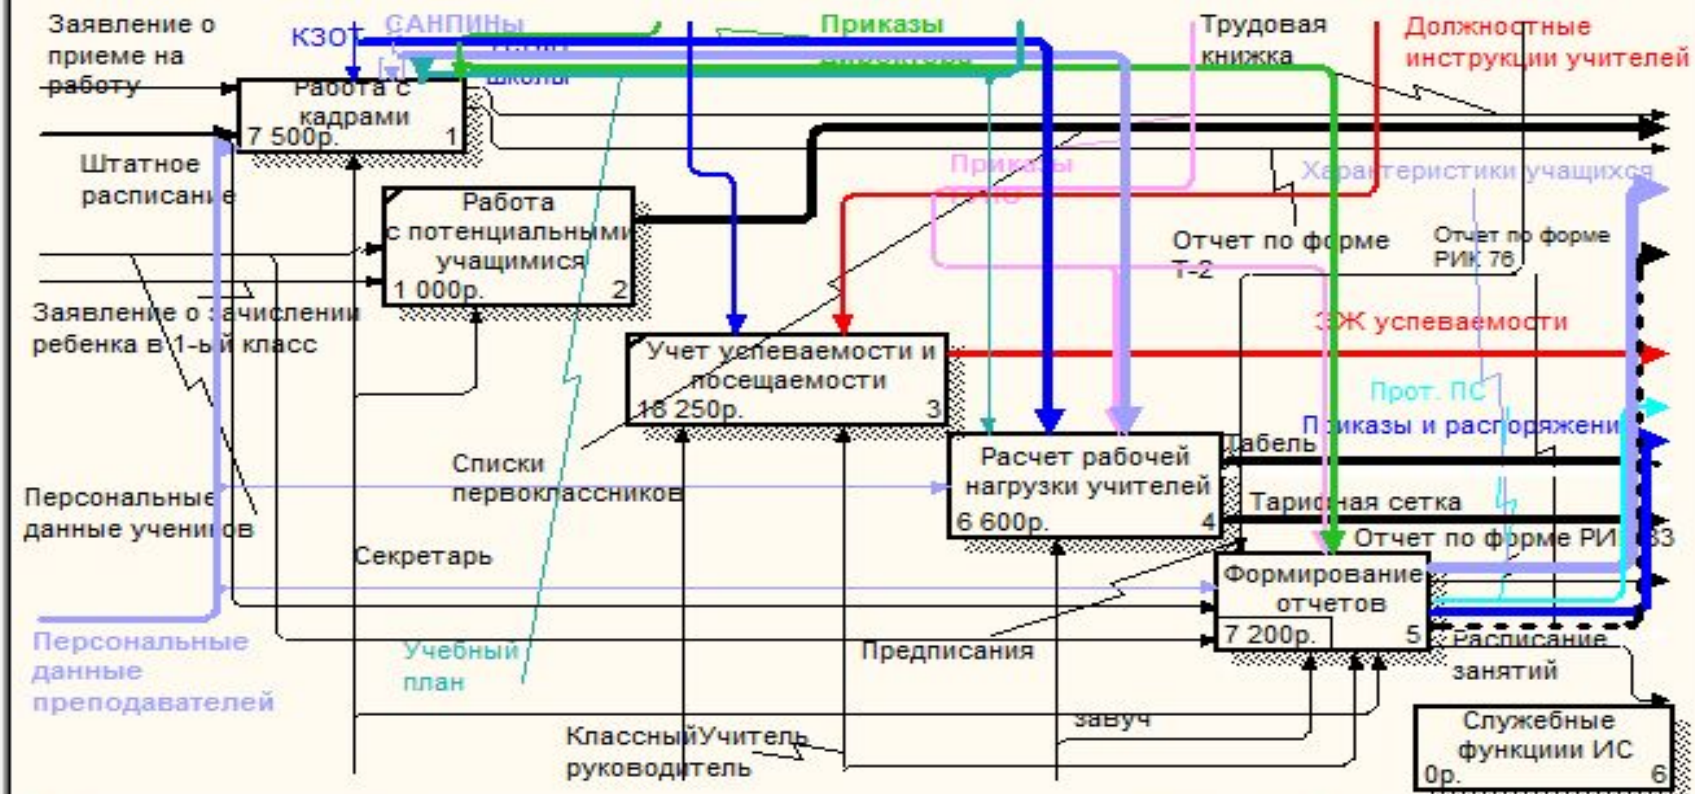 Заявление о
приеме на
работу
КЗОТ
САНПИНы
школы
Приказы
Трудовая
книжка
Должностные
инструкции учителей
Работа с
кадрами
7 500р. 1
Штатное
расписание
Приказы
Характеристики учащихся
Работа
с потенциальными
учащимися
1 000р. 2
Отчет по форме
Т-2
Отчет по форме
РИК 76
Заявление о зачислении
ребенка в 1-ый класс
ЭЖ успеваемости
Учет успеваемости и
посещаемости
16 250р. 3
Прот. ПС
Приказы и распоряжени
Табель
Списки
первоклассников
Расчет рабочей
нагрузки учителей
6 600р. 4
Персональные
данные учеников
Тарисная сетка
Отчет по форме РИ 83
Секретарь
Формирование
отчетов
7 200р. 5
Персональные
данные
преподавателей
Учебный
план
Предписания
Расписание
занятий
завуч
КлассныйУчитель
руководитель
Служебные
функциии ИС
0р. 6